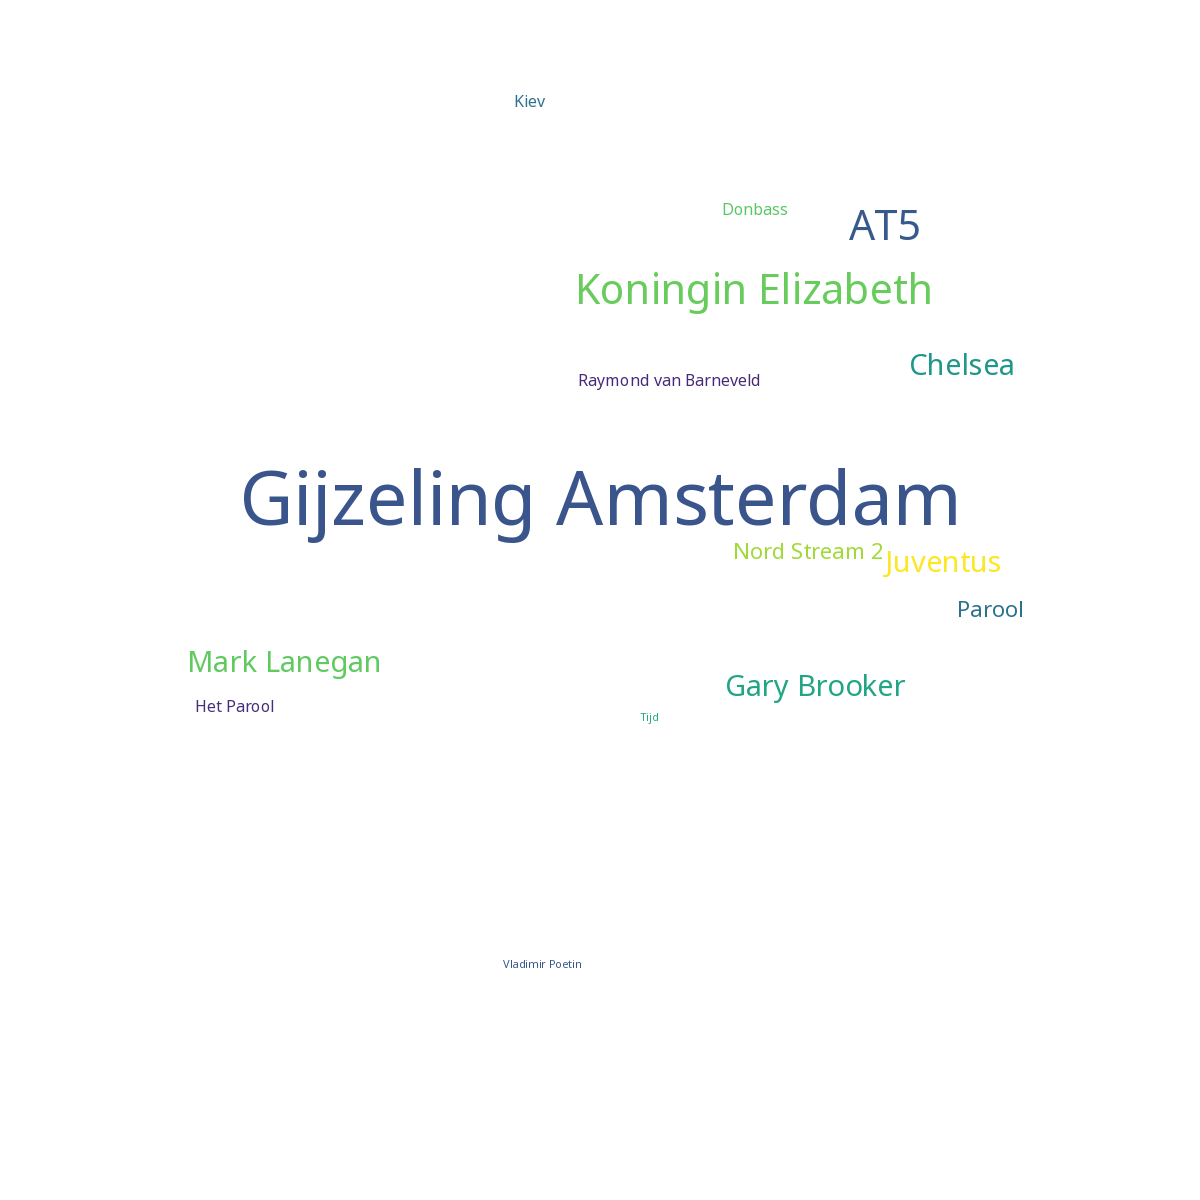 Kiev
Donbass
AT5
Koningin Elizabeth
Chelsea
Raymond van Barneveld
Gijzeling Amsterdam
Nord Stream 2
Juventus
Parool
Mark Lanegan
Gary Brooker
Het Parool
Tijd
Vladimir Poetin